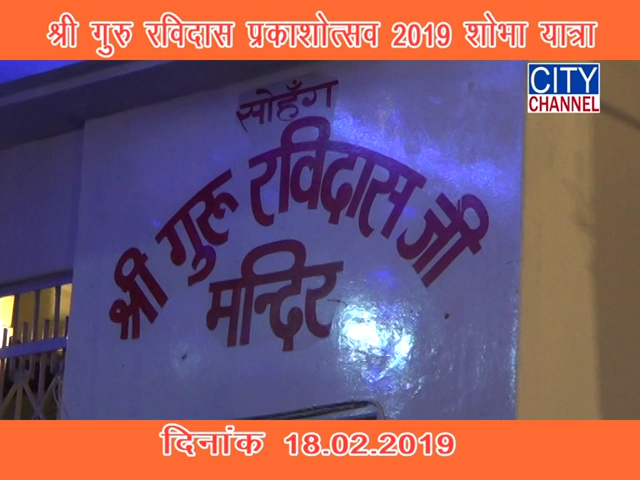 श्री गुरु रविदास प्रकाशोत्सव 2019 शोभा यात्रा
CITY
CHANNEL
सोहँग
श्री गुरू रविदास जी
मन्दिर
दिनांक 18.02.2019